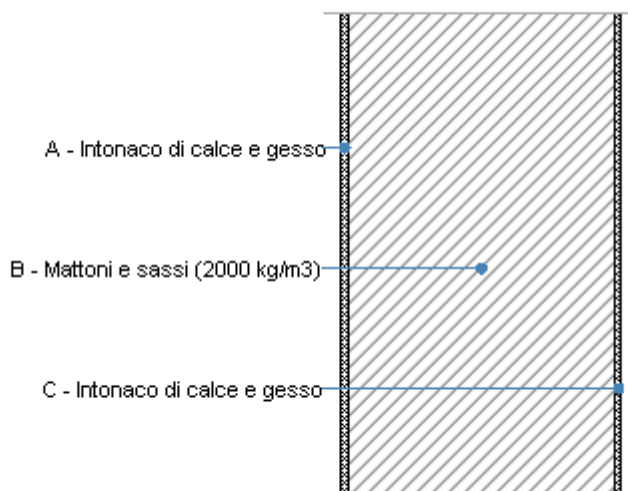 A - Intonaco di calce e gesso
B - Mattoni e sassi (2000 kg/m3)
C - Intonaco di calce e gesso